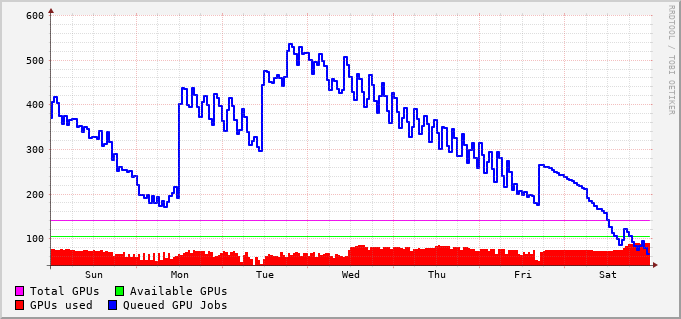 600
500
400
300
200
100
Sun Mon Tue Wed Thu Fri Sat
Total GPUs Available GPUs
GPUs used Queued GPU Jobs
RRDTOOL / TOBI OETIKER